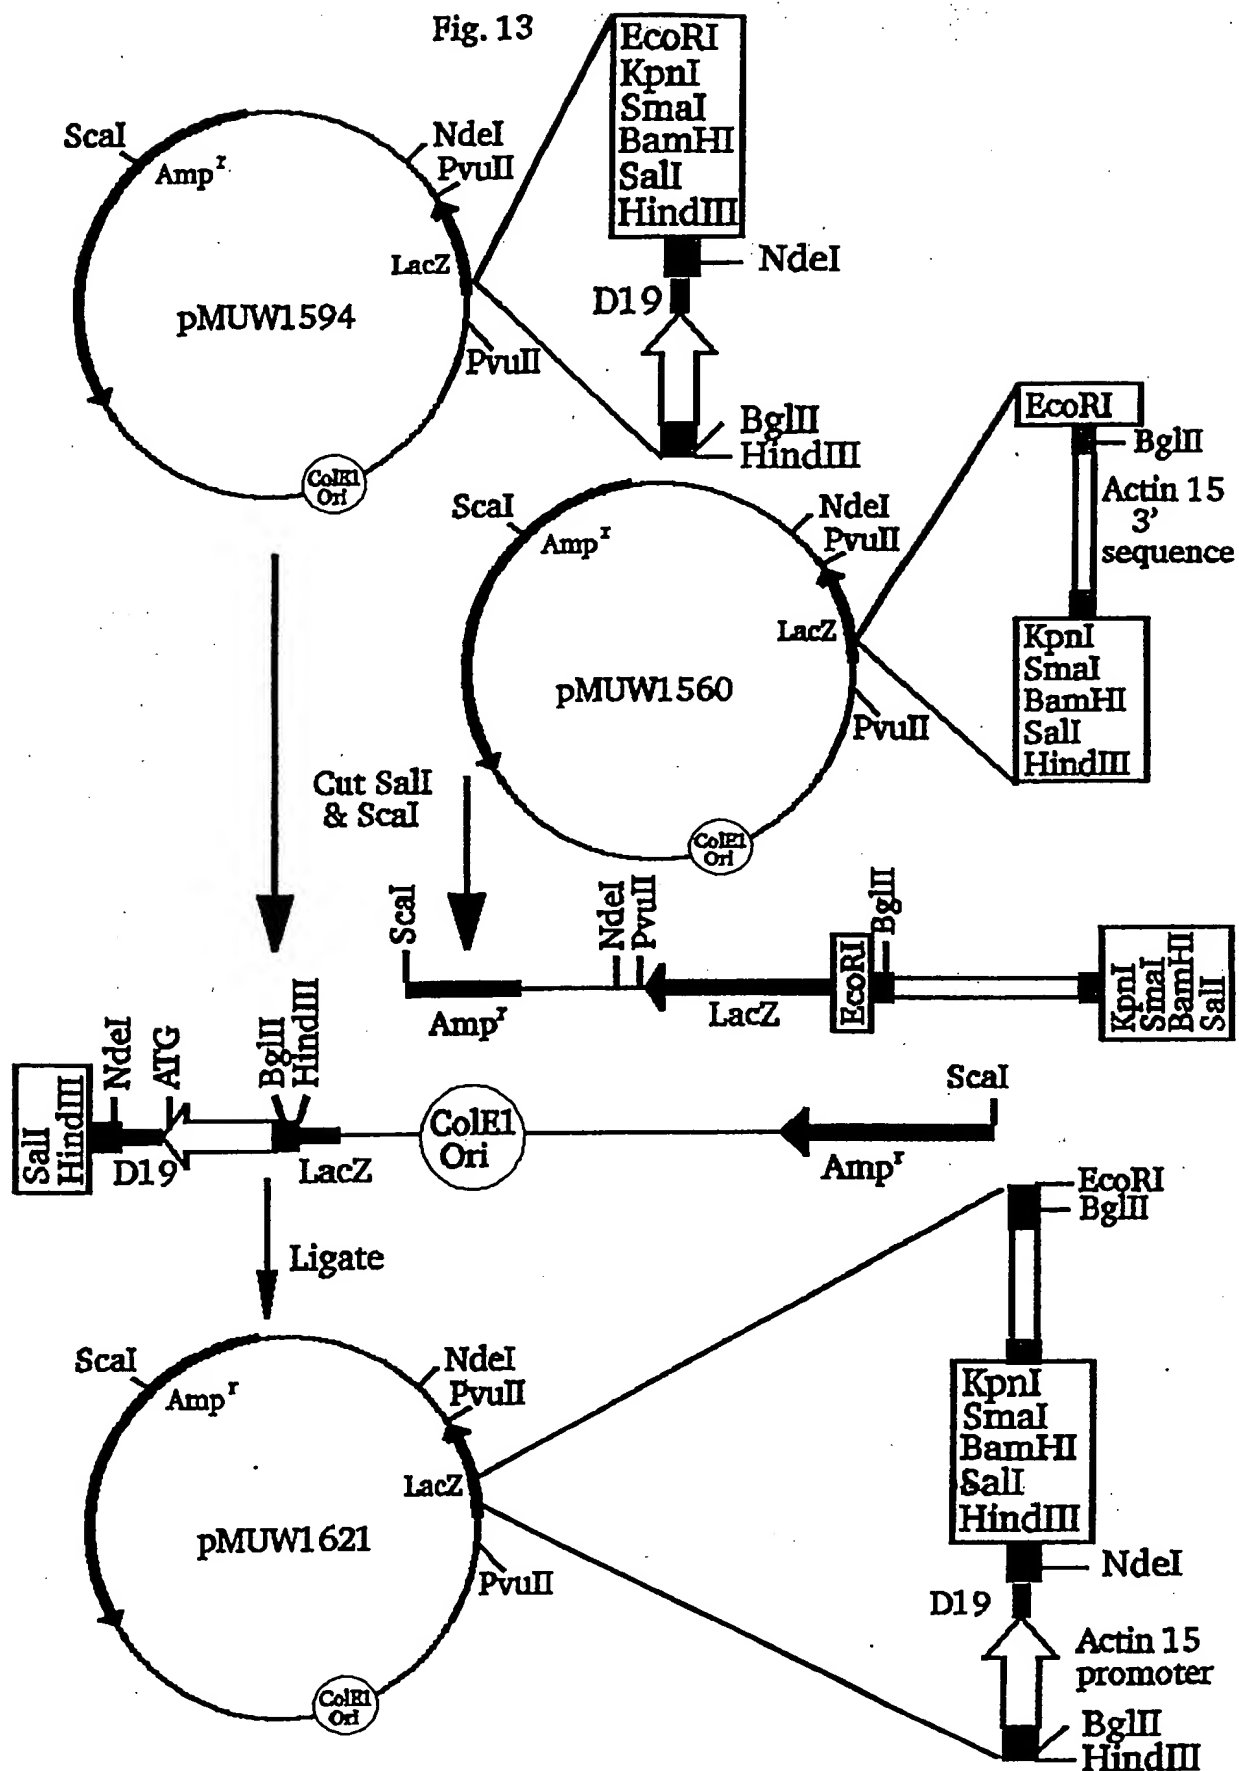 Fig. 13
EcoRI
KpnI
SmaI
BamHI
SalI
HindIII
NdeI
D19
BglII
HindIII
ScaI
Amp^r
NdeI
PvuII
LacZ
pMUW1594
PvuII
ColE1
Ori
EcoRI
BglII
Actin 15
3'
sequence
KpnI
SmaI
BamHI
SalI
HindIII
ScaI
Amp^r
NdeI
PvuII
LacZ
pMUW1560
PvuII
ColE1
Ori
Cut SalI
& ScaI
ScaI
NdeI
PvuII
BglII
EcoRI
Amp^r
LacZ
KpnI
SmaI
BamHI
SalI
SalI
HindIII
NdeI
ATG
BglII
HindIII
D19
LacZ
ColE1
Ori
ScaI
Amp^r
Ligate
EcoRI
BglII
KpnI
SmaI
BamHI
SalI
HindIII
NdeI
D19
Actin 15
promoter
BglII
HindIII
ScaI
Amp^r
NdeI
PvuII
LacZ
pMUW1621
PvuII
ColE1
Ori